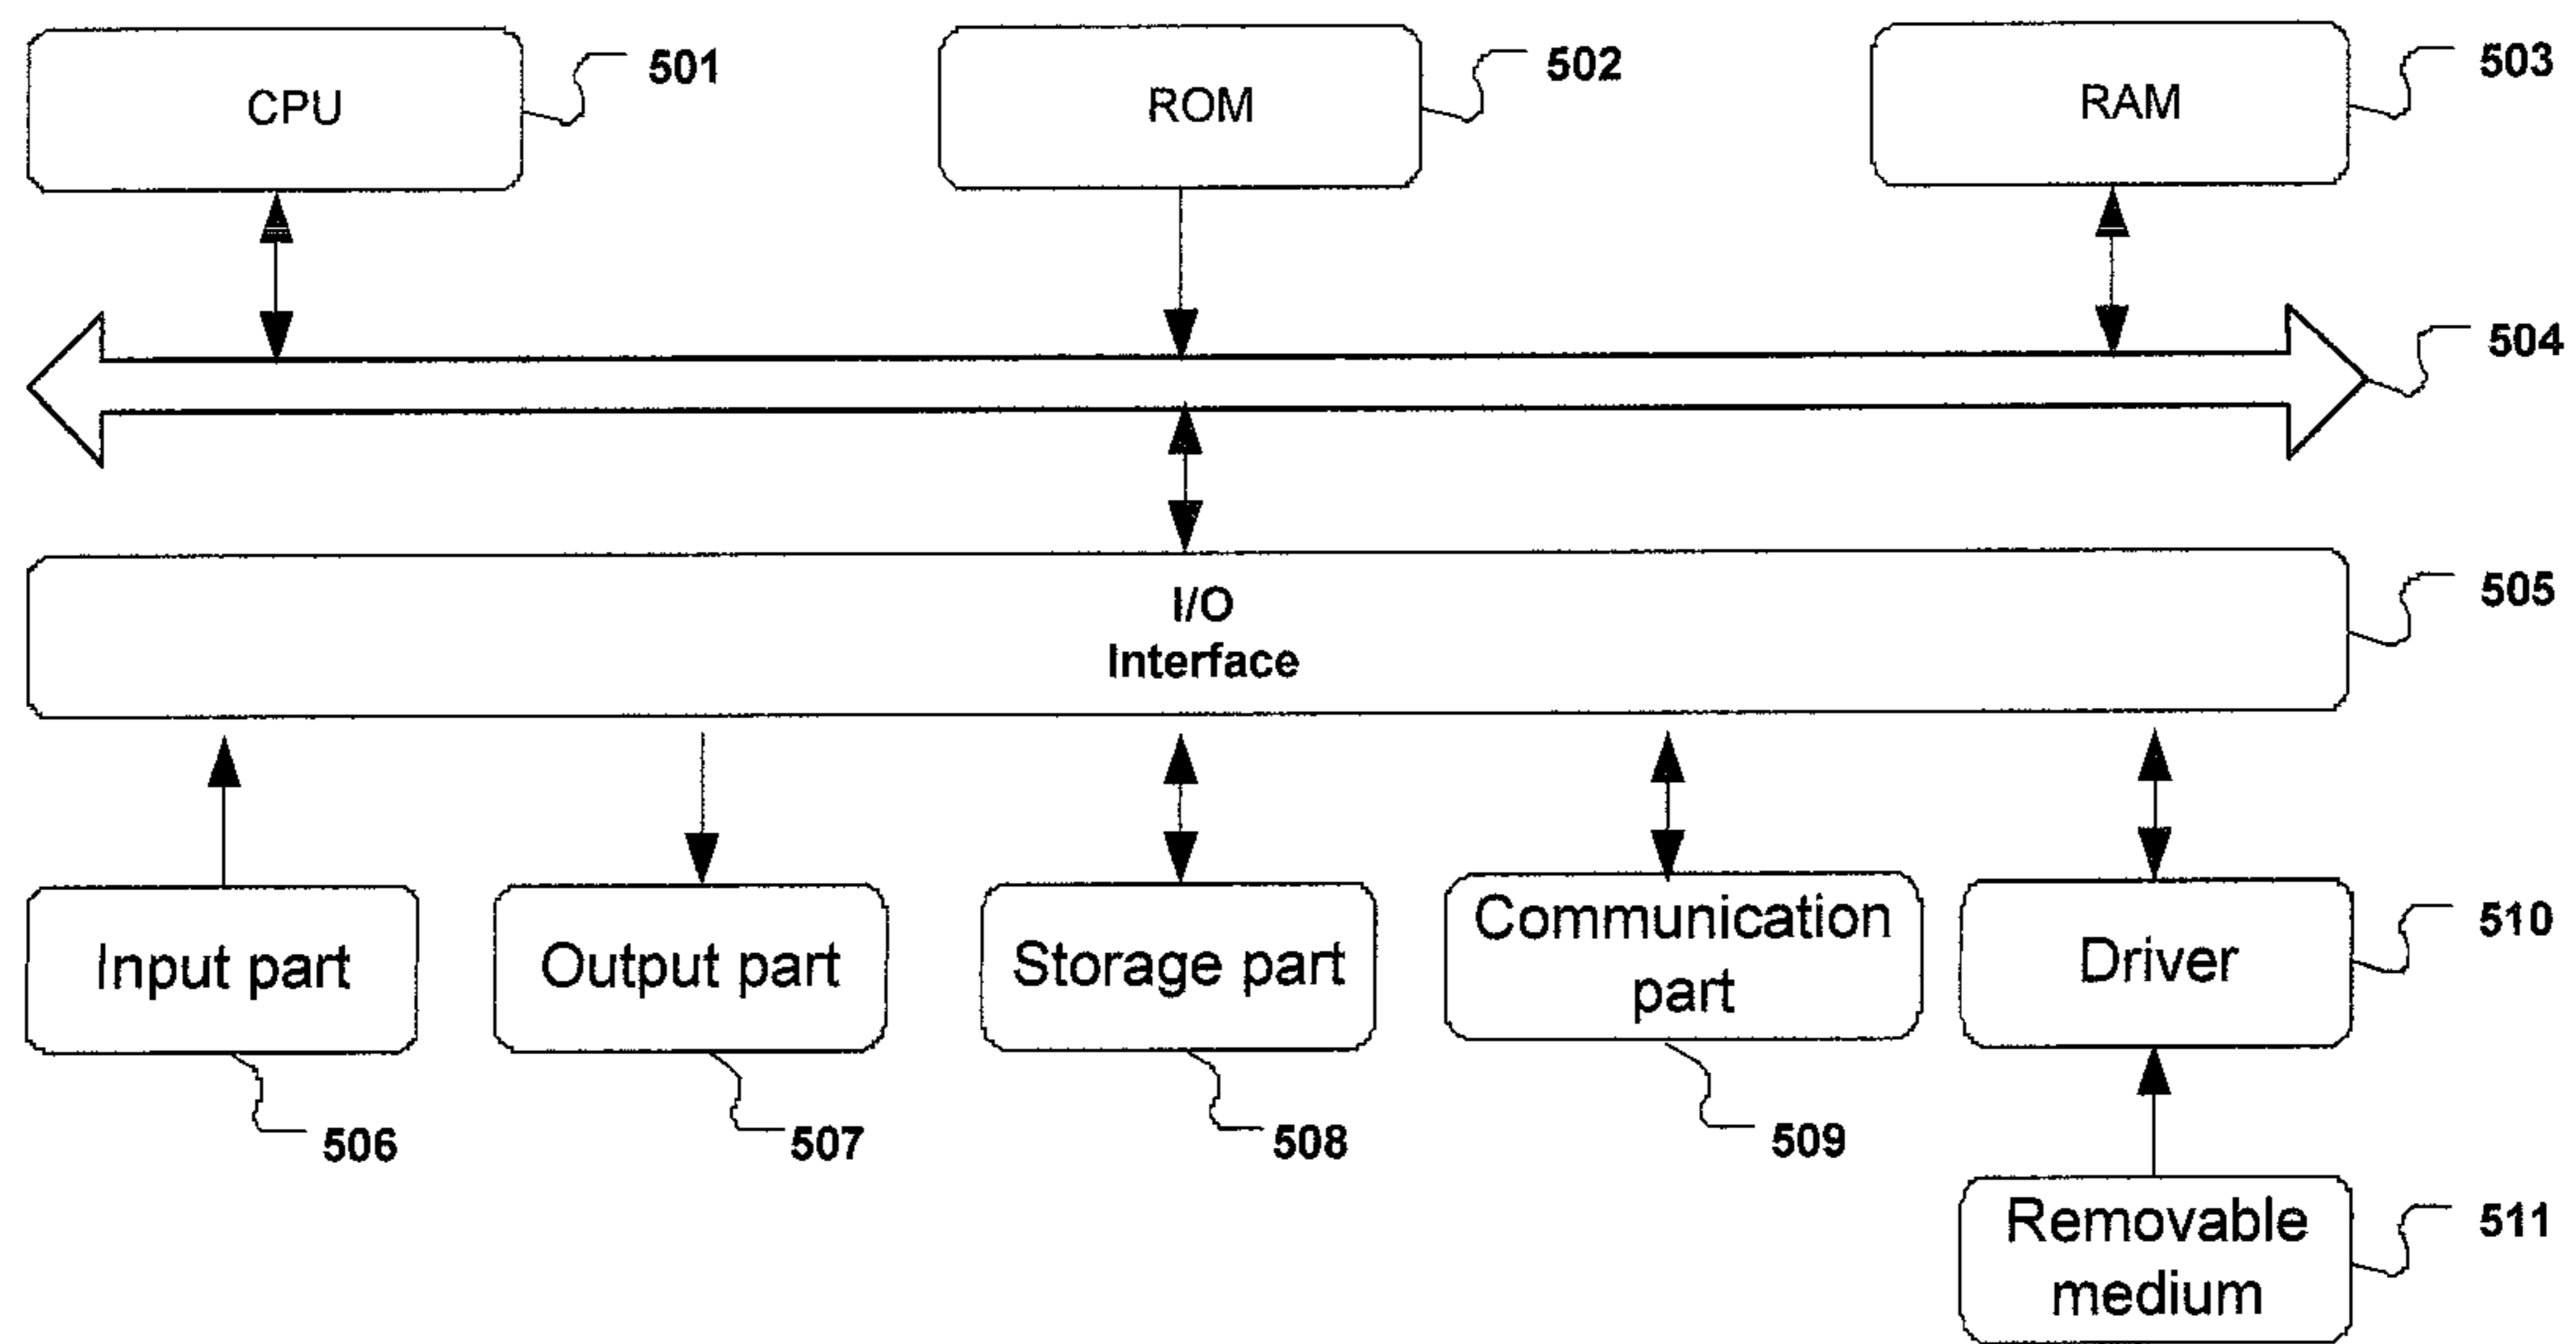 CPU
501
ROM
502
RAM
503
504
I/O
Interface
505
Input part
506
Output part
507
Storage part
508
Communication
part
509
Driver
510
Removable
medium
511